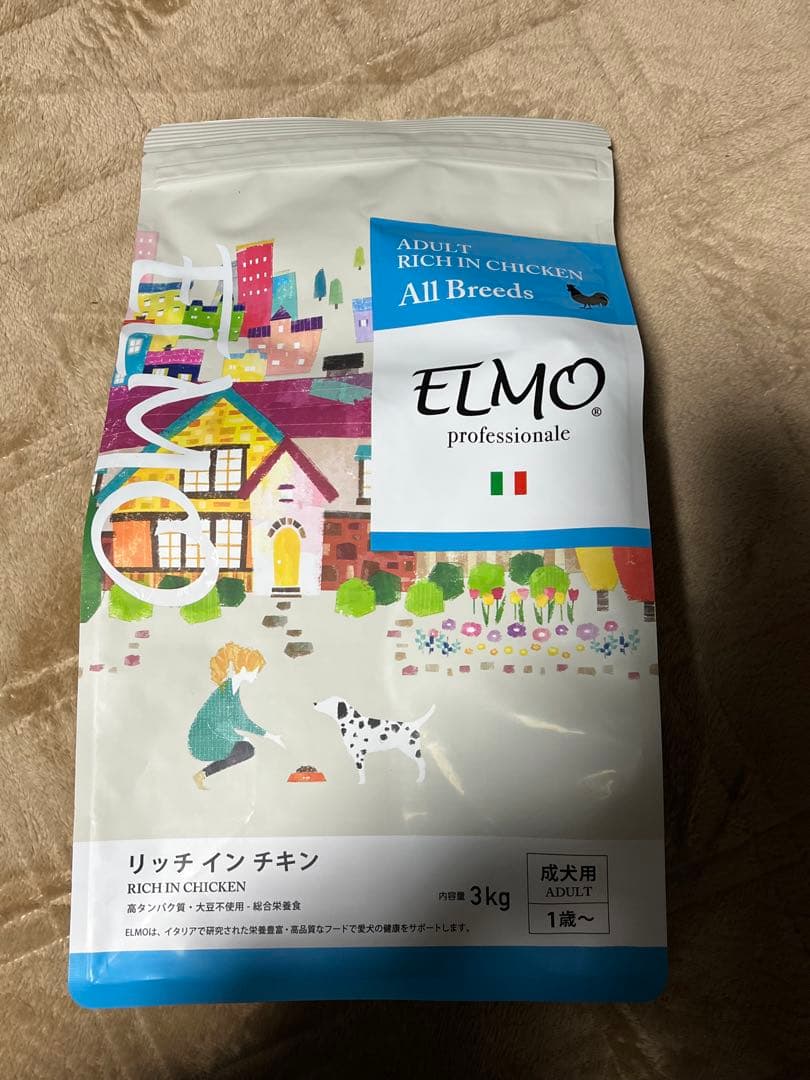 ELMO
ADULT
RICH IN CHICKEN
All Breeds
ELMO®
professionale
リッチ イン チキン
RICH IN CHICKEN
高タンパク質・大豆不使用 - 総合栄養食
内容量 3kg
成犬用
ADULT
1歳~
ELMOは、イタリアで研究された栄養豊富・高品質なフードで愛犬の健康をサポートします。